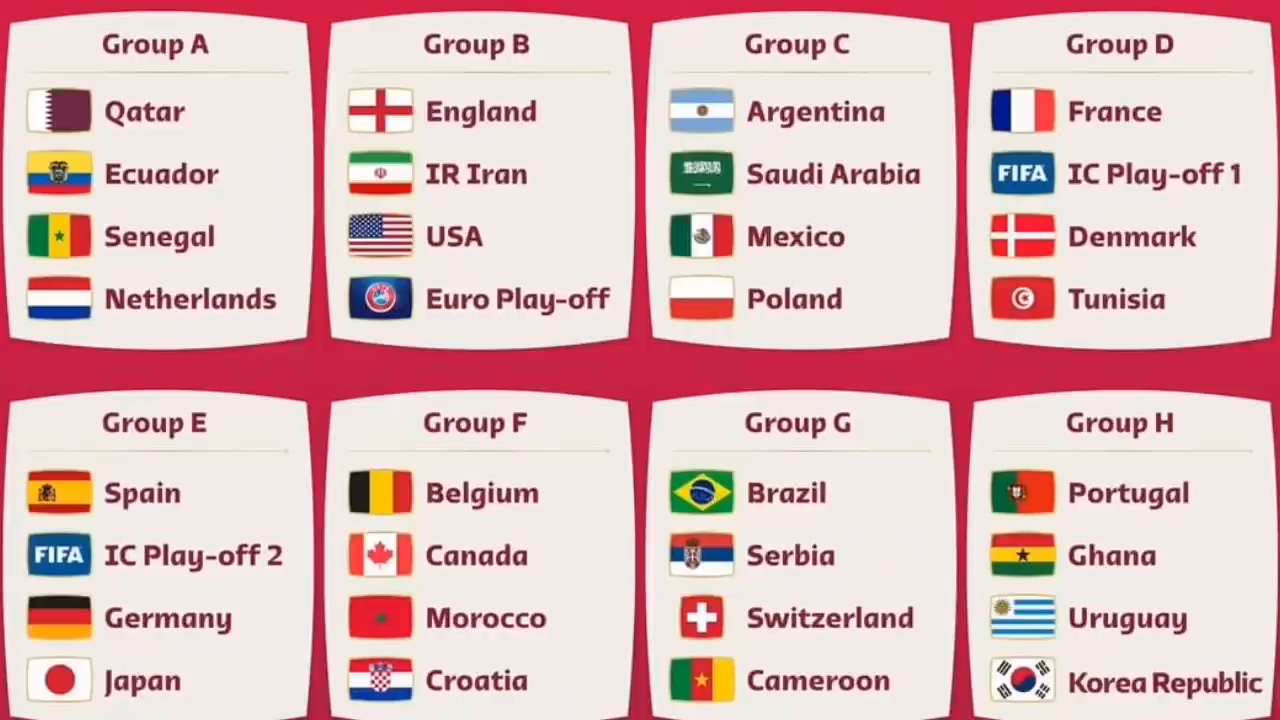 Group A
Qatar
Ecuador
Senegal
Netherlands
Group B
England
IR Iran
USA
Euro Play-off
Group C
Argentina
Saudi Arabia
Mexico
Poland
Group D
France
FIFA IC Play-off 1
Denmark
Tunisia
Group E
Spain
FIFA IC Play-off 2
Germany
Japan
Group F
Belgium
Canada
Morocco
Croatia
Group G
Brazil
Serbia
Switzerland
Cameroon
Group H
Portugal
Ghana
Uruguay
Korea Republic